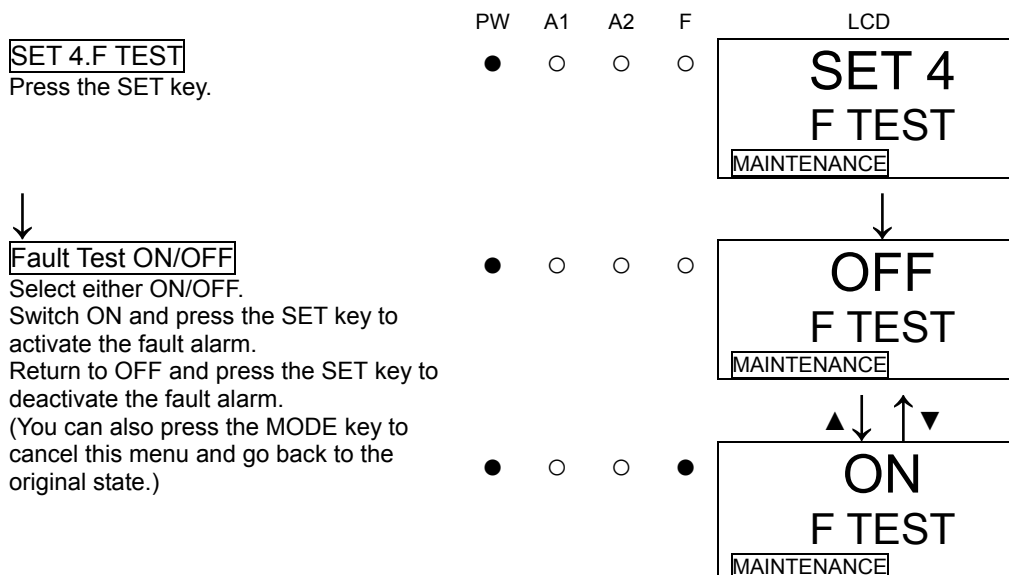 PW A1 A2 F LCD
SET 4.F TEST
Press the SET key.
● ○ ○ ○
SET 4
F TEST
MAINTENANCE
↓ ↓
Fault Test ON/OFF
Select either ON/OFF.
Switch ON and press the SET key to
activate the fault alarm.
Return to OFF and press the SET key to
deactivate the fault alarm.
(You can also press the MODE key to
cancel this menu and go back to the
original state.)
● ○ ○ ○
OFF
F TEST
MAINTENANCE
▲↓ ↑▼
● ○ ○ ●
ON
F TEST
MAINTENANCE